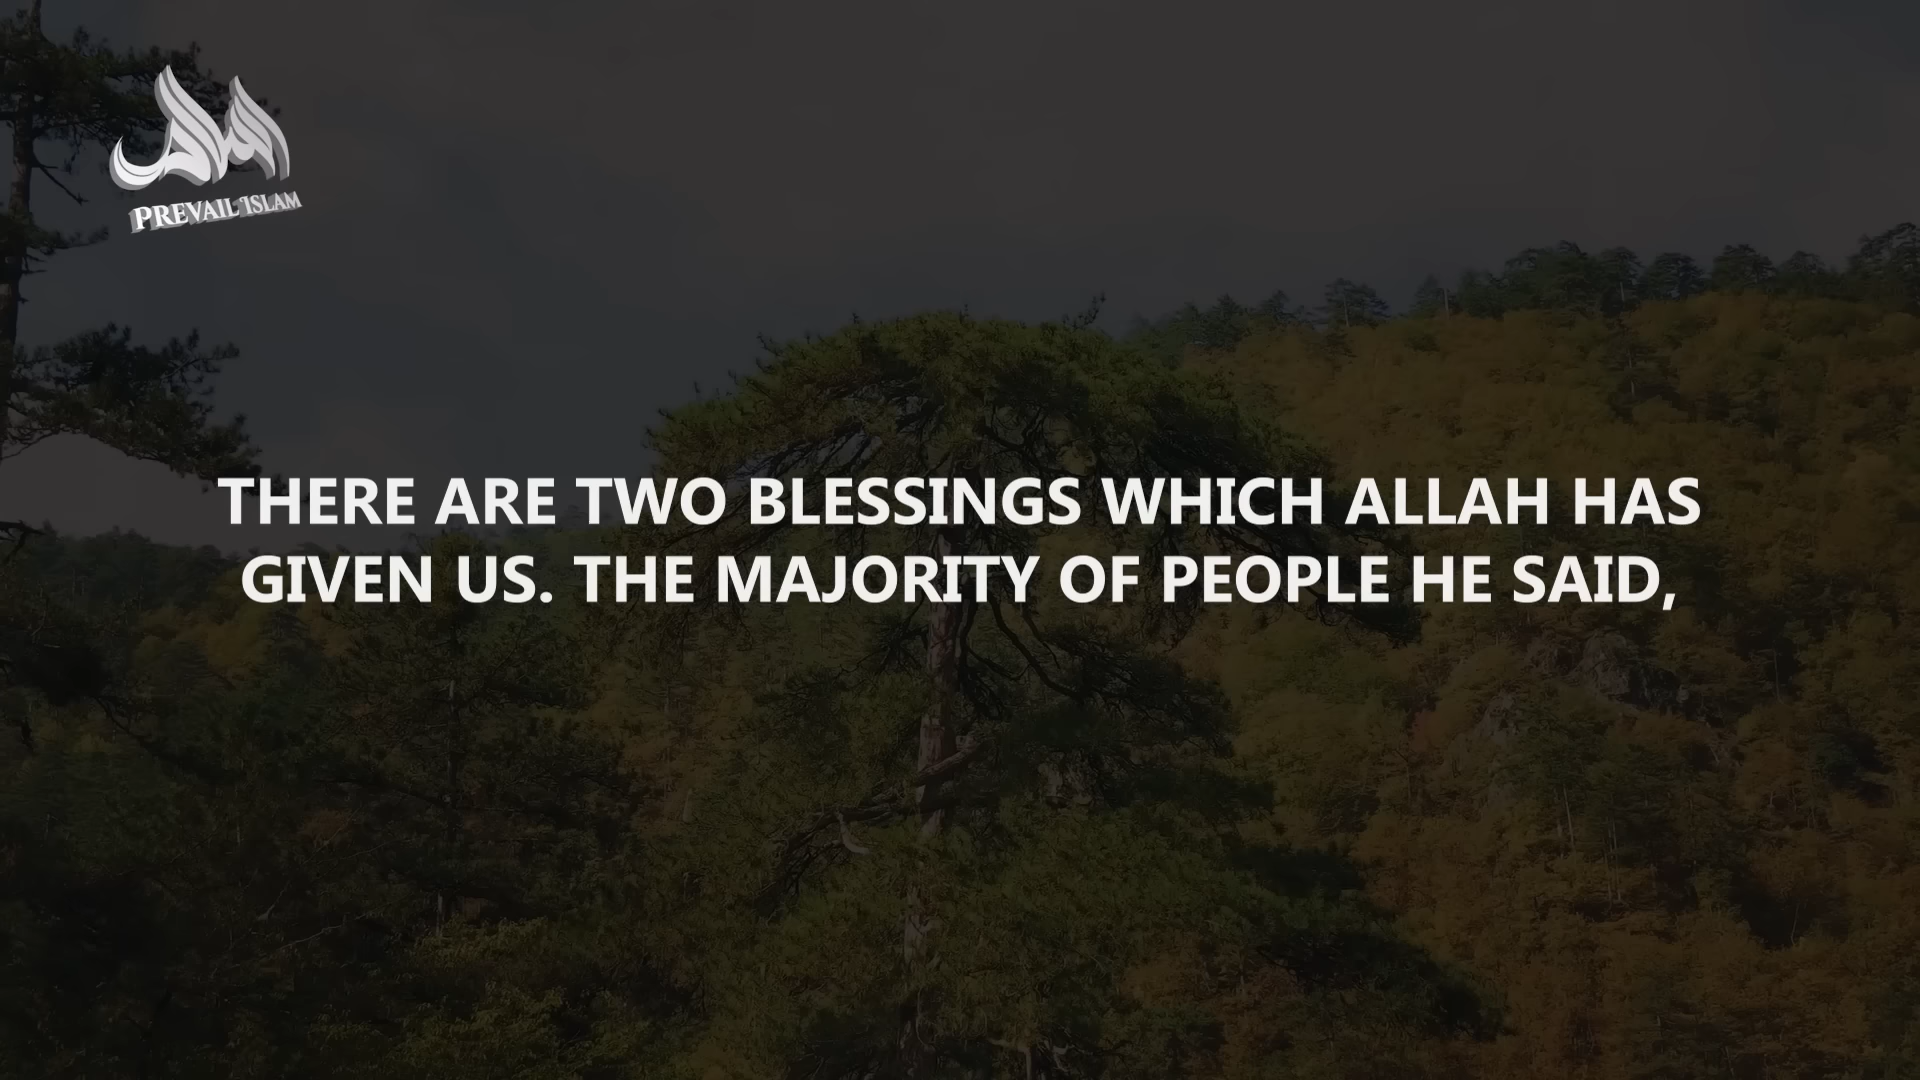 PREVAIL ISLAM
THERE ARE TWO BLESSINGS WHICH ALLAH HAS
GIVEN US. THE MAJORITY OF PEOPLE HE SAID,